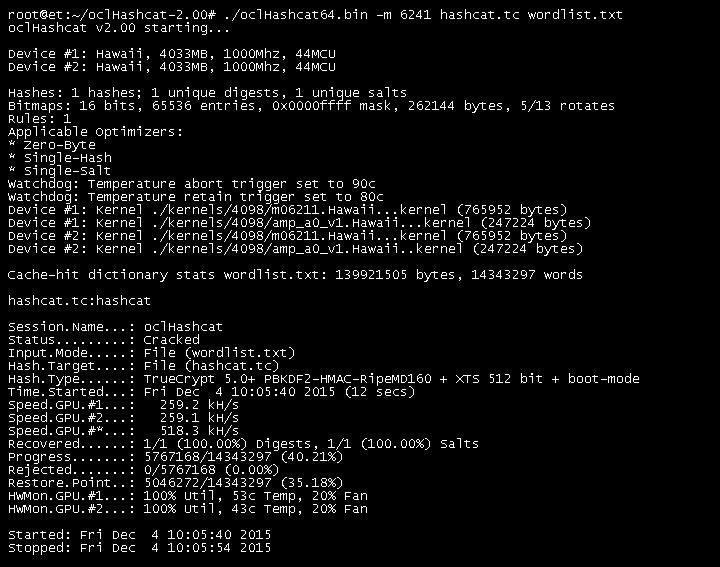 root@et:~/oclHashcat-2.00# ./oclHashcat64.bin -m 6241 hashcat.tc wordlist.txt
oclHashcat v2.00 starting...
Device #1: Hawaii, 4033MB, 1000Mhz, 44MCU
Device #2: Hawaii, 4033MB, 1000Mhz, 44MCU
Hashes: 1 hashes; 1 unique digests, 1 unique salts
Bitmaps: 16 bits, 65536 entries, 0x0000ffff mask, 262144 bytes, 5/13 rotates
Rules: 1
Applicable Optimizers:
* Zero-Byte
* Single-Hash
* Single-Salt
Watchdog: Temperature abort trigger set to 90c
Watchdog: Temperature retain trigger set to 80c
Device #1: Kernel ./kernels/4098/m06211.Hawaii...kernel (765952 bytes)
Device #1: Kernel ./kernels/4098/amp_a0_v1.Hawaii...kernel (247224 bytes)
Device #2: Kernel ./kernels/4098/m06211.Hawaii...kernel (765952 bytes)
Device #2: Kernel ./kernels/4098/amp_a0_v1.Hawaii...kernel (247224 bytes)
Cache-hit dictionary stats wordlist.txt: 139921505 bytes, 14343297 words
hashcat.tc:hashcat
Session.Name...: oclHashcat
Status.........: Cracked
Input.Mode.....: File (wordlist.txt)
Hash.Target....: File (hashcat.tc)
Hash.Type......: TrueCrypt 5.0+ PBKDF2-HMAC-RipeMD160 + XTS 512 bit + boot-mode
Time.Started...: Fri Dec  4 10:05:40 2015 (12 secs)
Speed.GPU.#1...:   259.2 kH/s
Speed.GPU.#2...:   259.1 kH/s
Speed.GPU.#*...:   518.3 kH/s
Recovered......: 1/1 (100.00%) Digests, 1/1 (100.00%) Salts
Progress.......: 5767168/14343297 (40.21%)
Rejected.......: 0/5767168 (0.00%)
Restore.Point..: 5046272/14343297 (35.18%)
HWMon.GPU.#1...: 100% Util, 53c Temp, 20% Fan
HWMon.GPU.#2...: 100% Util, 43c Temp, 20% Fan
Started: Fri Dec  4 10:05:40 2015
Stopped: Fri Dec  4 10:05:54 2015